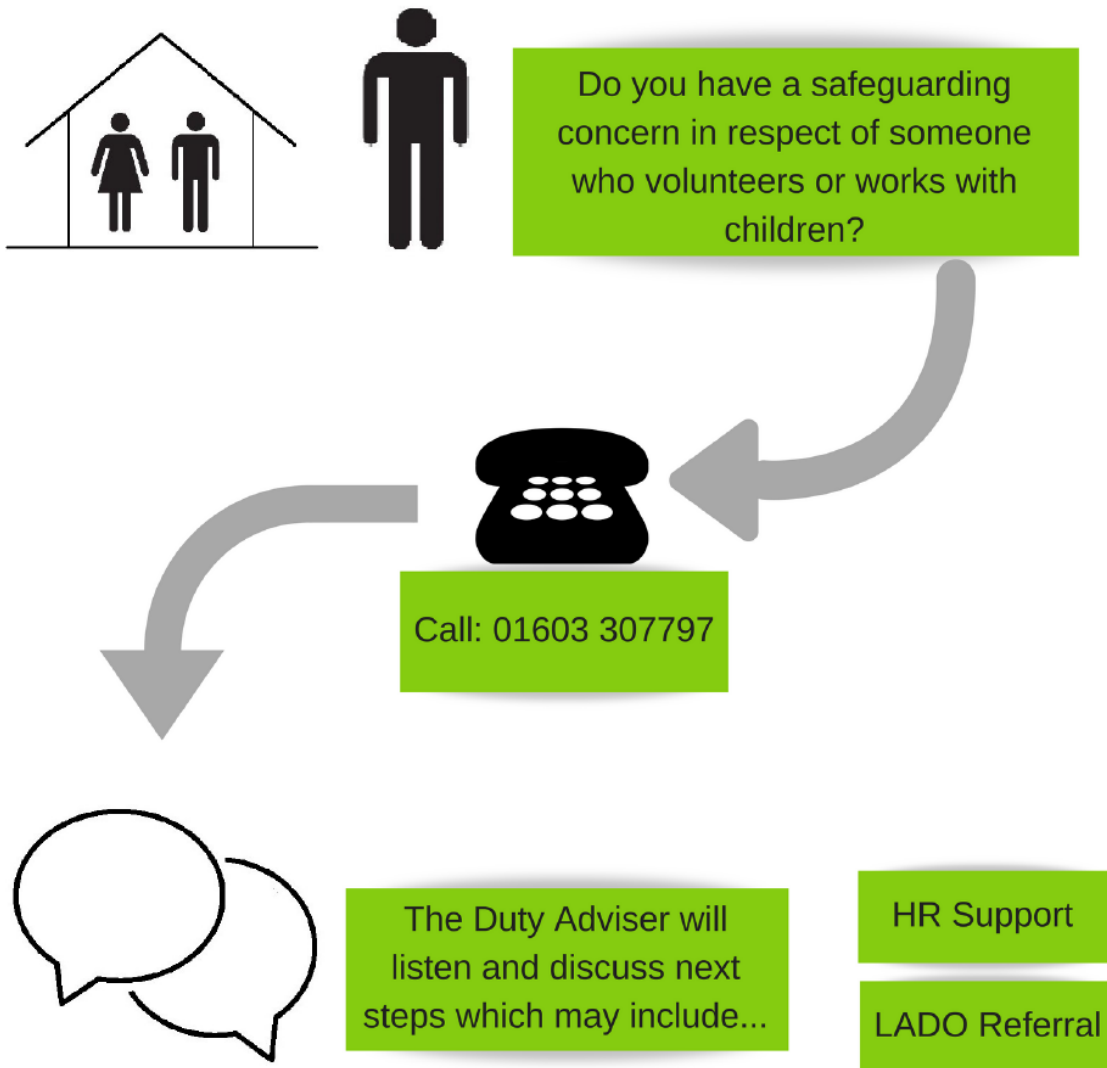 Do you have a safeguarding
concern in respect of someone
who volunteers or works with
children?
Call: 01603 307797
The Duty Adviser will
listen and discuss next
steps which may include...
HR Support
LADO Referral